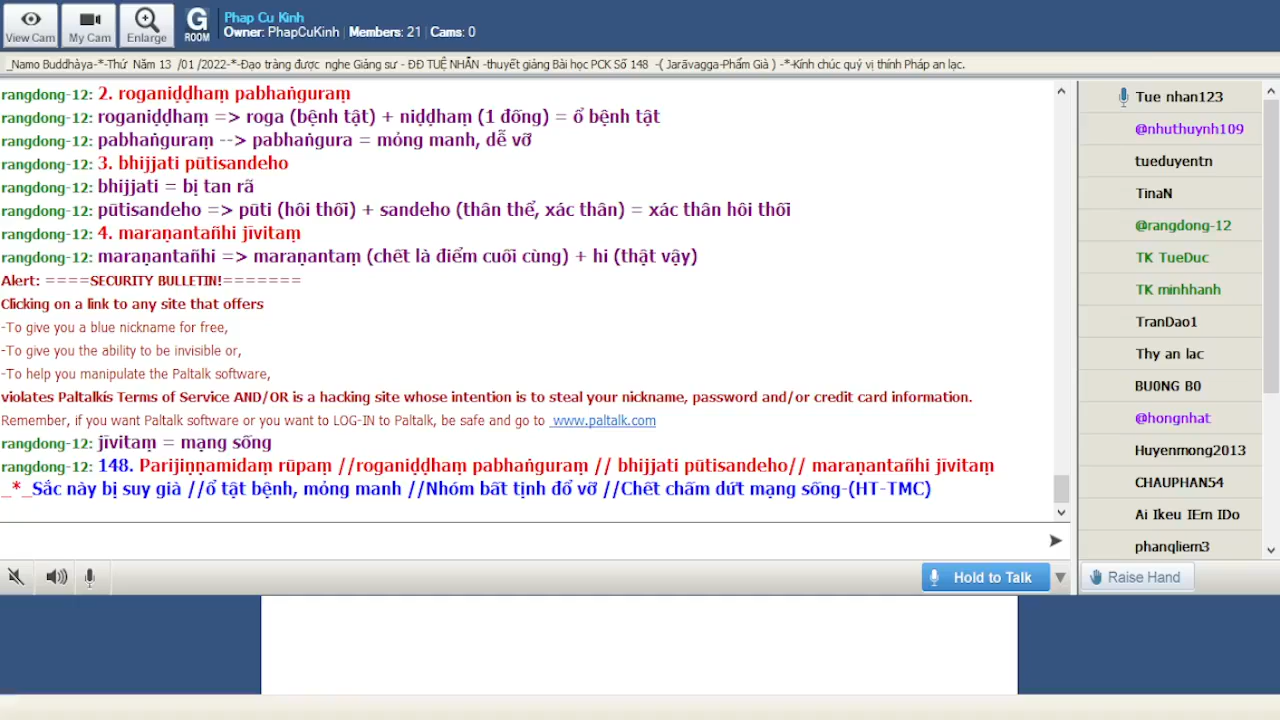 View Cam
My Cam
Enlarge
G
ROOM
Phap Cu Kinh
Owner: PhapCuKinh | Members: 21 | Cams: 0
_Namo Buddhàya-*-Thứ Năm 13 /01 /2022-*-Đạo tràng được nghe Giảng sư - ĐĐ TUỆ NHẪN -thuyết giảng Bài học PCK Số 148 -( Jarāvagga-Phẩm Già ) -*-Kính chúc quý vị thính Pháp an lạc.
rangdong-12: 2. roganiḍḍhaṃ pabhaṅguraṃ
rangdong-12: roganiḍḍhaṃ => roga (bệnh tật) + niḍḍhaṃ (1 đống) = ổ bệnh tật
rangdong-12: pabhaṅguraṃ --> pabhaṅgura = mỏng manh, dễ vỡ
rangdong-12: 3. bhijjati pūtisandeho
rangdong-12: bhijjati = bị tan rã
rangdong-12: pūtisandeho => pūti (hôi thối) + sandeho (thân thể, xác thân) = xác thân hôi thối
rangdong-12: 4. maraṇantañhi jīvitaṃ
rangdong-12: maraṇantañhi => maraṇantaṃ (chết là điểm cuối cùng) + hi (thật vậy)
Alert: ====SECURITY BULLETIN!=======
Clicking on a link to any site that offers
-To give you a blue nickname for free,
-To give you the ability to be invisible or,
-To help you manipulate the Paltalk software,
violates Paltalkís Terms of Service AND/OR is a hacking site whose intention is to steal your nickname, password and/or credit card information.
Remember, if you want Paltalk software or you want to LOG-IN to Paltalk, be safe and go to www.paltalk.com
rangdong-12: jīvitaṃ = mạng sống
rangdong-12: 148. Parijiṇṇamidaṃ rūpaṃ //roganiḍḍhaṃ pabhaṅguraṃ // bhijjati pūtisandeho// maraṇantañhi jīvitaṃ
_*_Sắc này bị suy già //ổ tật bệnh, mỏng manh //Nhóm bất tịnh đổ vỡ //Chết chấm dứt mạng sống-(HT-TMC)
Tue nhan123
@nhuthuynh109
tueduyentn
TinaN
@rangdong-12
TK TueDuc
TK minhhanh
TranDao1
Thy an lac
BU0NG B0
@hongnhat
Huyenmong2013
CHAUPHAN54
Ai Ikeu IEm IDo
phanqliem3
Hold to Talk
Raise Hand